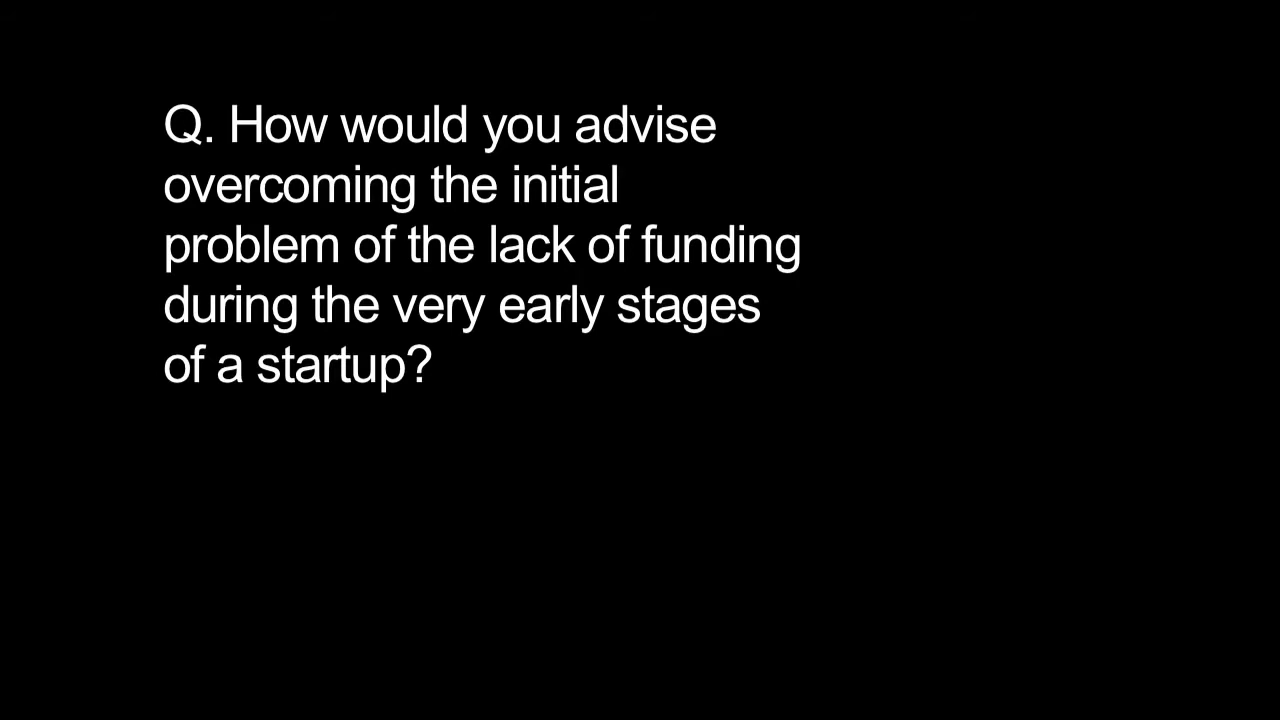 Q. How would you advise
overcoming the initial
problem of the lack of funding
during the very early stages
of a startup?